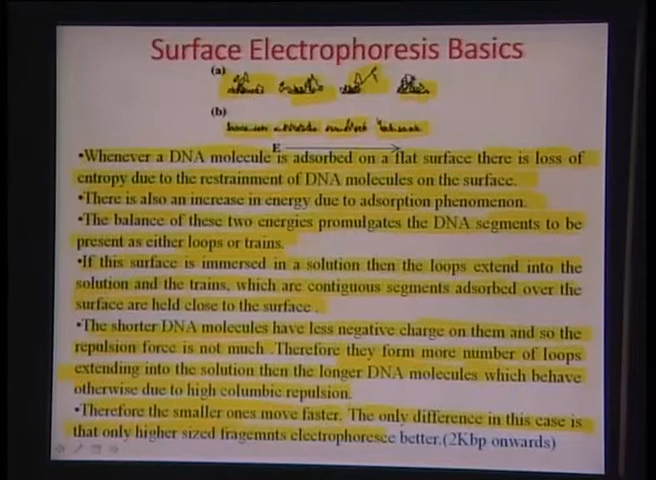 Surface Electrophoresis Basics
(a)
(b)
E
•Whenever a DNA molecule is adsorbed on a flat surface there is loss of
entropy due to the restrainment of DNA molecules on the surface.
•There is also an increase in energy due to adsorption phenomenon.
•The balance of these two energies promulgates the DNA segments to be
present as either loops or trains.
•If this surface is immersed in a solution then the loops extend into the
solution and the trains, which are contiguous segments adsorbed over the
surface are held close to the surface .
•The shorter DNA molecules have less negative charge on them and so the
repulsion force is not much .Therefore they form more number of loops
extending into the solution then the longer DNA molecules which behave
otherwise due to high columbic repulsion.
•Therefore the smaller ones move faster. The only difference in this case is
that only higher sized fragemnts electrophoresce better.(2Kbp onwards)